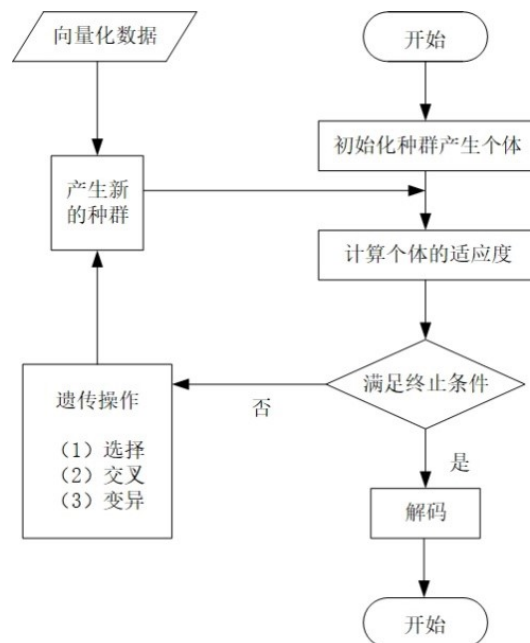 向量化数据
开始
初始化种群产生个体
产生新
的种群
计算个体的适应度
满足终止条件
遗传操作
(1)选择
(2)交叉
(3)变异
否
是
解码
开始